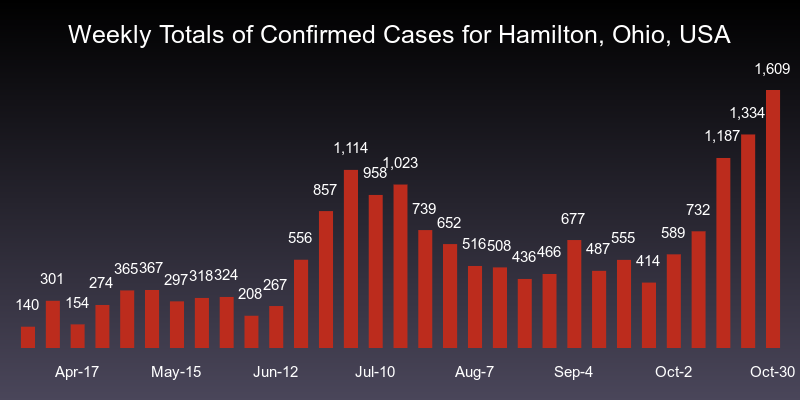 Weekly Totals of Confirmed Cases for Hamilton, Ohio, USA
140 301 154 274 365 367 297 318 324 208 267 556 857 1,114 958 1,023 739 652 516 508 436 466 677 487 555 414 589 732 1,187 1,334 1,609
Apr-17 May-15 Jun-12 Jul-10 Aug-7 Sep-4 Oct-2 Oct-30